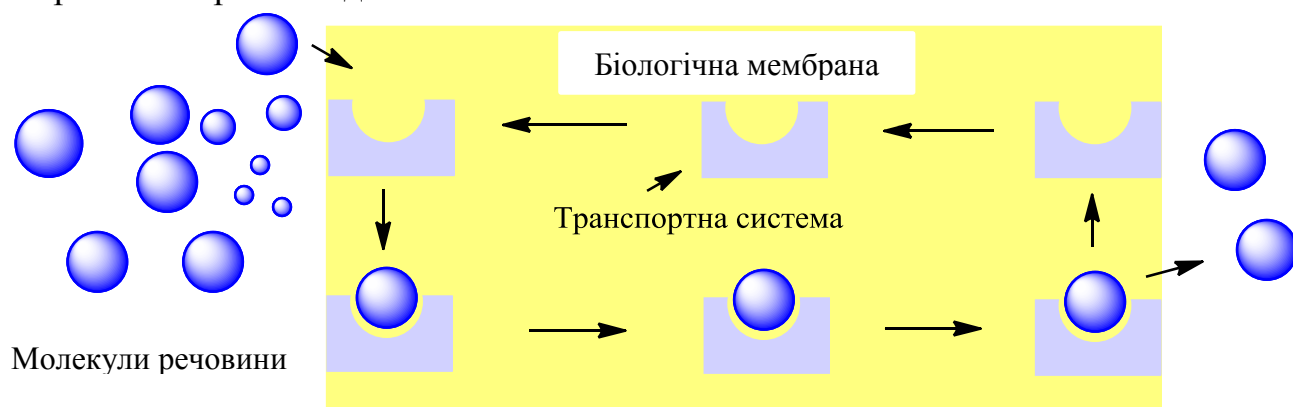 Біологічна мембрана
Транспортна система
Молекули речовини